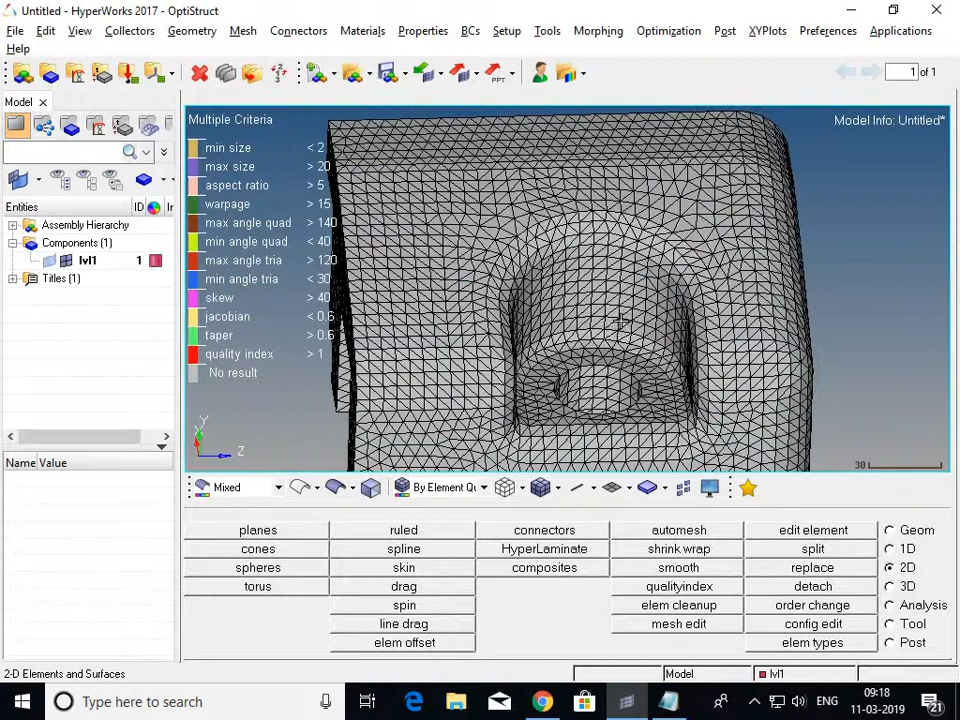 Untitled - HyperWorks 2017 - OptiStruct
File Edit View Collectors Geometry Mesh Connectors Materials Properties BCs Setup Tools Morphing Optimization Post XYPlots Preferences Applications
Help
1 of 1
Model
Entities ID
Assembly Hierarchy
Components (1)
lvl1 1
Titles (1)
Name Value
Multiple Criteria
Model Info: Untitled*
min size < 2
max size > 20
aspect ratio > 5
warpage > 15
max angle quad > 140
min angle quad < 40
max angle tria > 120
min angle tria < 30
skew > 40
jacobian < 0.6
taper > 0.6
quality index > 1
No result
Y
X
Z
30
Mixed By Element Qu
planes ruled connectors automesh edit element Geom
cones spline HyperLaminate shrink wrap split 1D
spheres skin composites smooth replace 2D
torus drag qualityindex detach 3D
spin elem cleanup order change Analysis
line drag mesh edit config edit Tool
elem offset elem types Post
2-D Elements and Surfaces Model lvl1
Type here to search ENG 09:18
11-03-2019 21